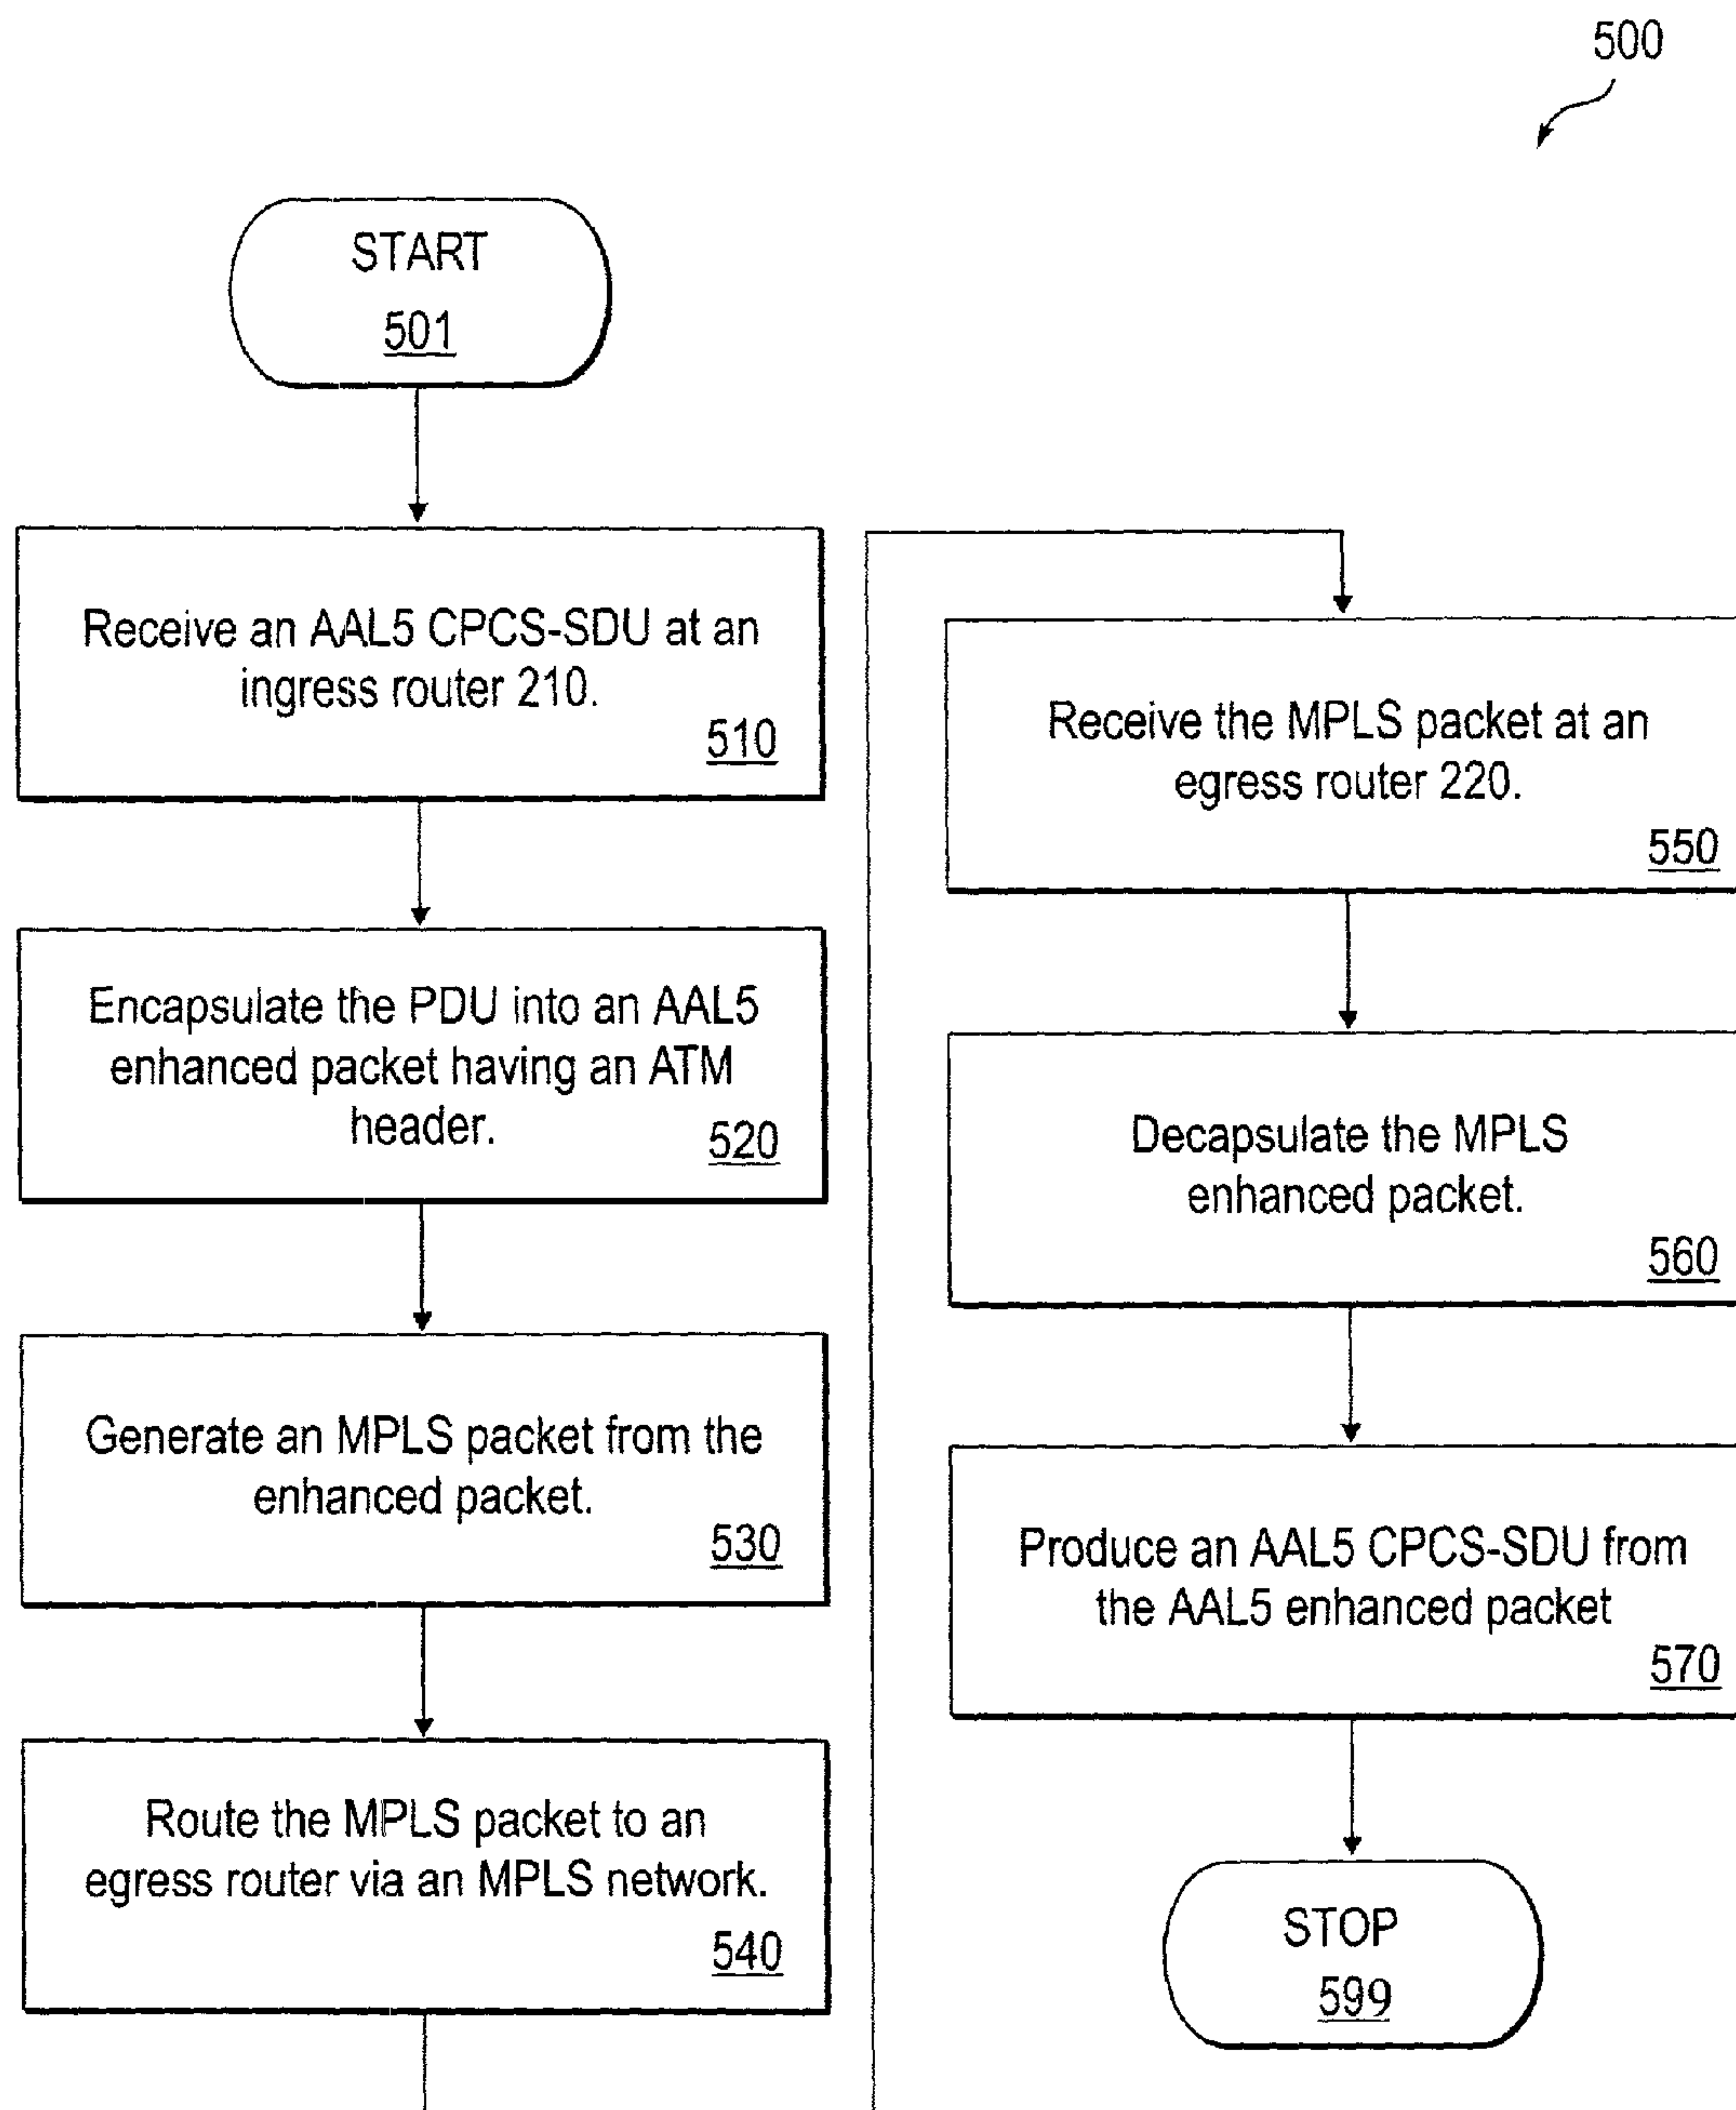 500
START
501
Receive an AAL5 CPCS-SDU at an
ingress router 210.
510
Encapsulate the PDU into an AAL5
enhanced packet having an ATM
header.
520
Generate an MPLS packet from the
enhanced packet.
530
Route the MPLS packet to an
egress router via an MPLS network.
540
Receive the MPLS packet at an
egress router 220.
550
Decapsulate the MPLS
enhanced packet.
560
Produce an AAL5 CPCS-SDU from
the AAL5 enhanced packet
570
STOP
599